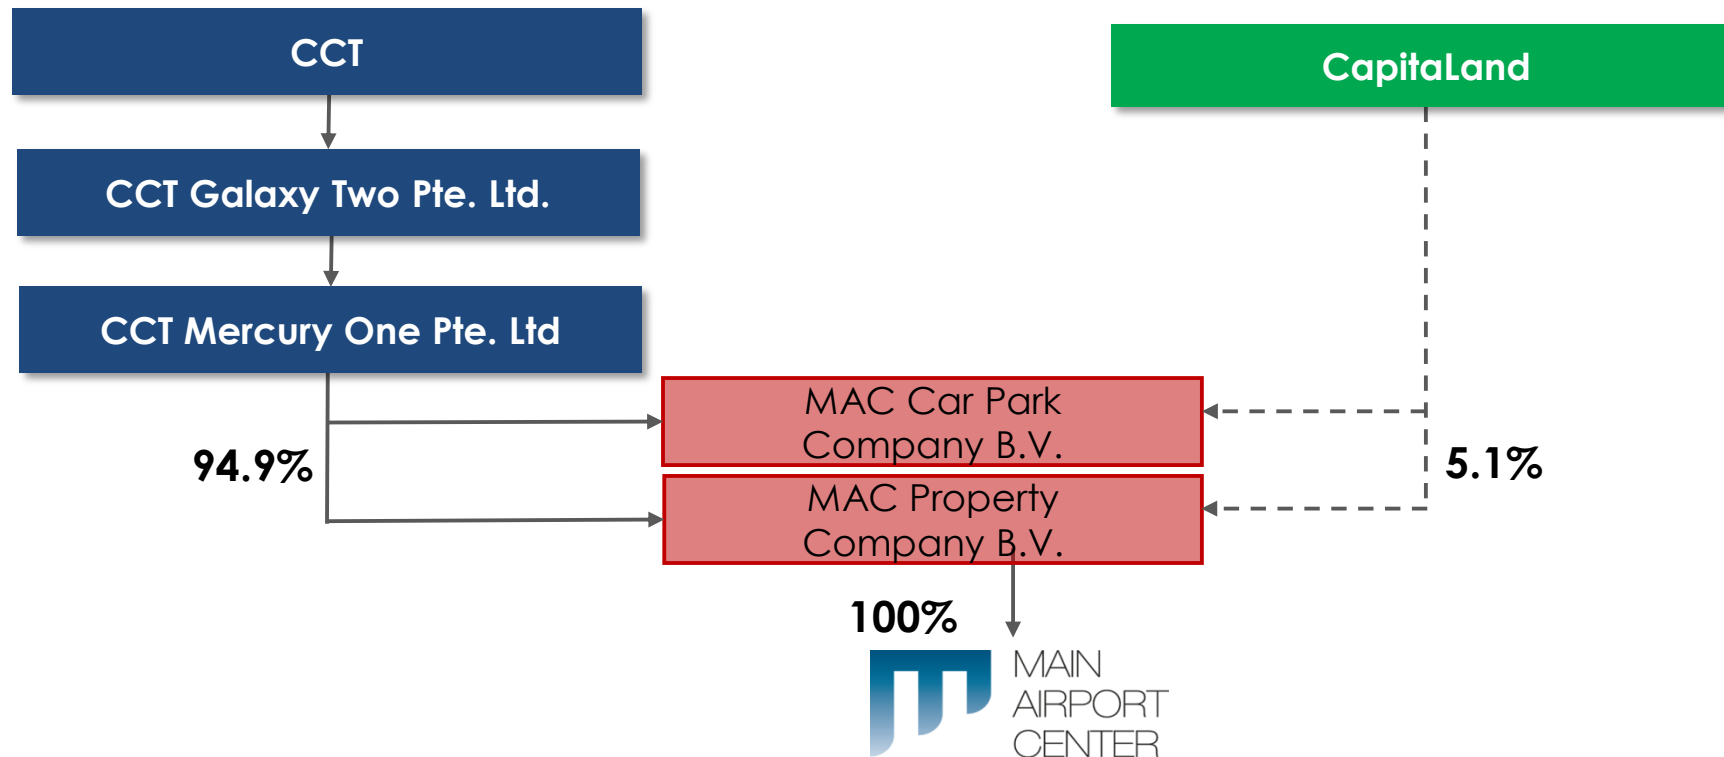 CCT
CapitaLand
CCT Galaxy Two Pte. Ltd.
CCT Mercury One Pte. Ltd
MAC Car Park
Company B.V.
94.9%
5.1%
MAC Property
Company B.V.
100%
MAIN
AIRPORT
CENTER